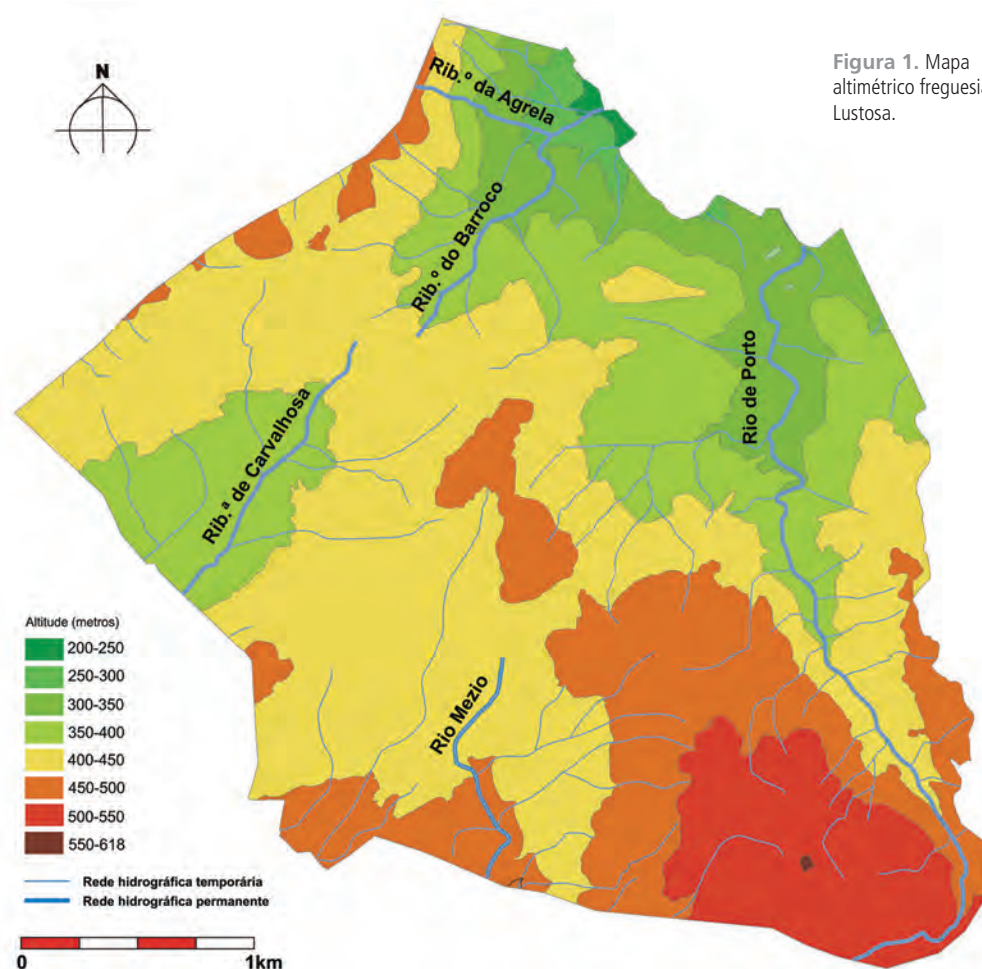 N
Figura 1. Mapa
altimétrico freguesia
Lustosa.
Rib.º da Agrela
Rib.º do Barroco
Rio de Porto
Rib.ª de Carvalhosa
Rio Mezio
Altitude (metros)
200-250
250-300
300-350
350-400
400-450
450-500
500-550
550-618
Rede hidrográfica temporária
Rede hidrográfica permanente
0 1km